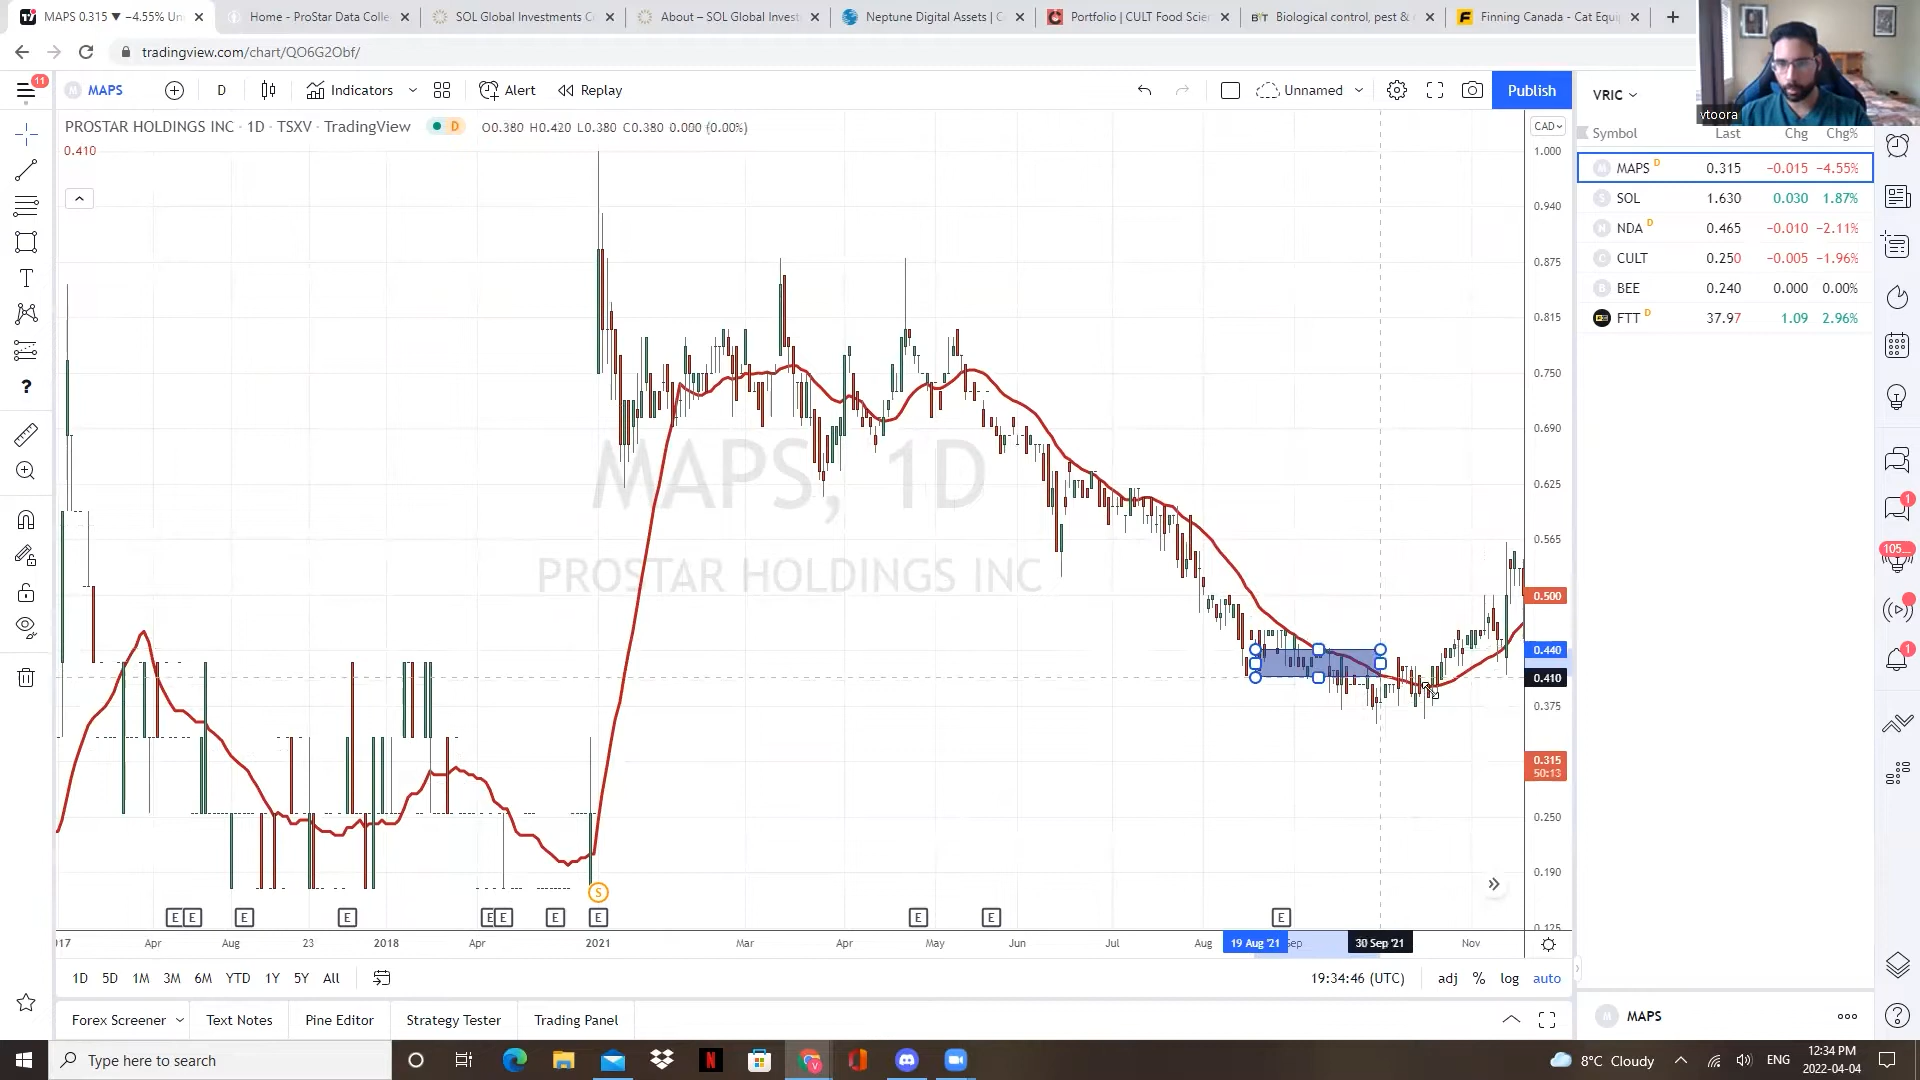 MAPS 0.315 ▼ −4.55% Un
Home - ProStar Data Colle
SOL Global Investments C
About – SOL Global Invest
Neptune Digital Assets | C
Portfolio | CULT Food Scien
Biological control, pest &
Finning Canada - Cat Equi
tradingview.com/chart/QO6G2Obf/
vtoora
11
MAPS
D
Indicators
Alert
Replay
Unnamed
Publish
VRIC
PROSTAR HOLDINGS INC · 1D · TSXV · TradingView
D
O0.380 H0.420 L0.380 C0.380 0.000 (0.00%)
0.410
CAD
Symbol Last Chg Chg%
MAPS D 0.315 −0.015 −4.55%
SOL 1.630 0.030 1.87%
NDA D 0.465 −0.010 −2.11%
CULT 0.250 −0.005 −1.96%
BEE 0.240 0.000 0.00%
FTT D 37.97 1.09 2.96%
1.000
0.940
0.875
0.815
0.750
0.690
0.625
0.565
0.500
0.440
0.410
0.375
0.315
50:13
0.250
0.190
0.125
MAPS, 1D
PROSTAR HOLDINGS INC
1
105...
1
S
E E E E E E E E E E E
2017 Apr Aug 23 2018 Apr 2021 Mar Apr May Jun Jul Aug 19 Aug '21 Sep 30 Sep '21 Nov
1D 5D 1M 3M 6M YTD 1Y 5Y All
19:34:46 (UTC)
adj % log auto
Forex Screener
Text Notes
Pine Editor
Strategy Tester
Trading Panel
MAPS
Type here to search
8°C Cloudy
ENG
12:34 PM
2022-04-04